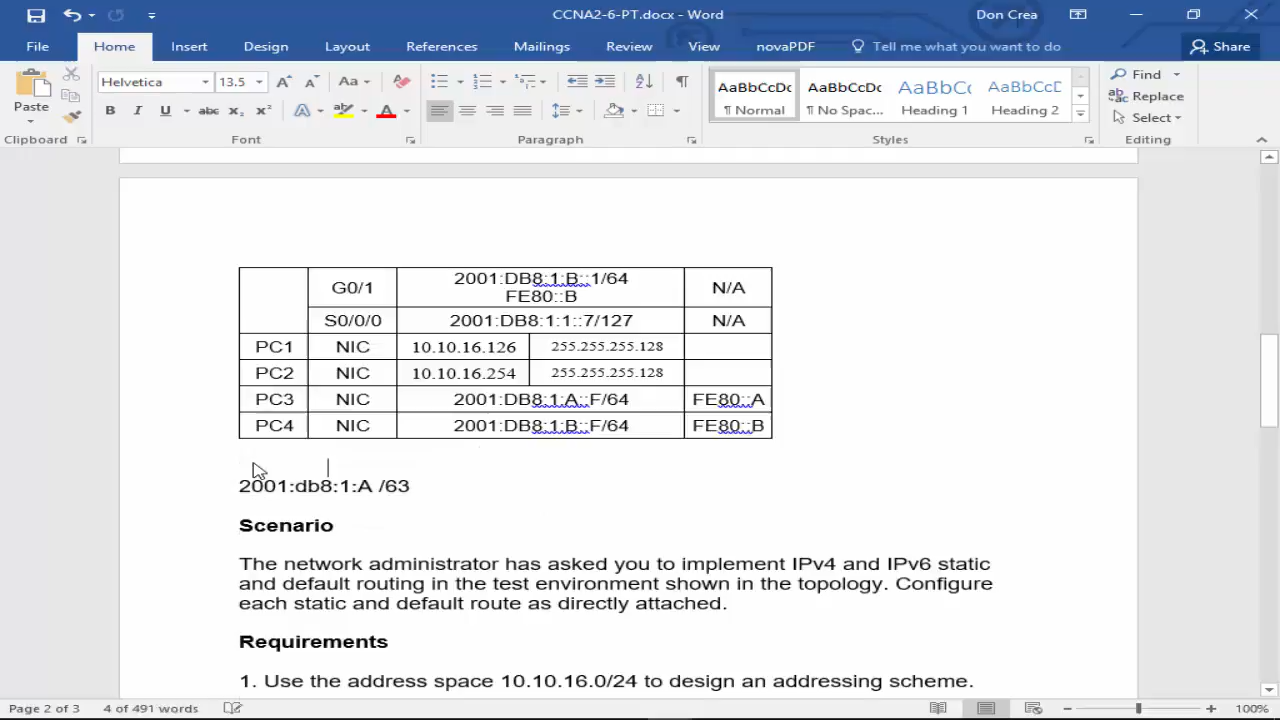 CCNA2-6-PT.docx - Word
Don Crea
File Home Insert Design Layout References Mailings Review View novaPDF Tell me what you want to do Share
Paste
Helvetica 13.5 Aa
B I U abc x₂ x² A A
AaBbCcDc AaBbCcDc AaBbCcD AaBbCcD
¶ Normal ¶ No Spac... Heading 1 Heading 2
Find
Replace
Select
Clipboard Font Paragraph Styles Editing
G0/1 2001:DB8:1:B::1/64 N/A
FE80::B
S0/0/0 2001:DB8:1:1::7/127 N/A
PC1 NIC 10.10.16.126 255.255.255.128
PC2 NIC 10.10.16.254 255.255.255.128
PC3 NIC 2001:DB8:1:A::F/64 FE80::A
PC4 NIC 2001:DB8:1:B::F/64 FE80::B
2001:db8:1:A /63
Scenario
The network administrator has asked you to implement IPv4 and IPv6 static
and default routing in the test environment shown in the topology. Configure
each static and default route as directly attached.
Requirements
1. Use the address space 10.10.16.0/24 to design an addressing scheme.
Page 2 of 3 4 of 491 words 100%